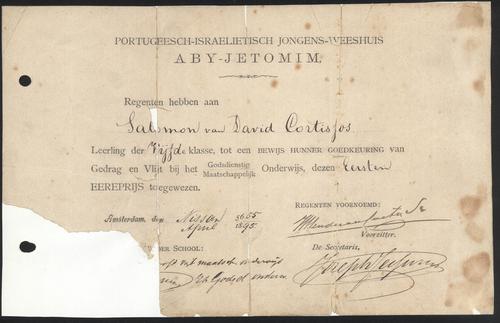 PORTUGEESCH-ISRAELIETISCH JONGENS-WEESHUIS
ABY-JETOMIM,
Regenten hebben aan
Salomon van David Cortissos.
Leerling der Vijfde klasse, tot een BEWIJS HUNNER GOEDKEURING van
Gedrag en Vlijt bij het Godsdienstig Maatschappelijk Onderwijs, dezen Eersten
EEREPRIJS toegewezen.
Amsterdam, den Nissan 5655
April 1895
REGENTEN VOORNOEMD:
Voorzitter.
DER SCHOOL:
De Secretaris,
Joseph